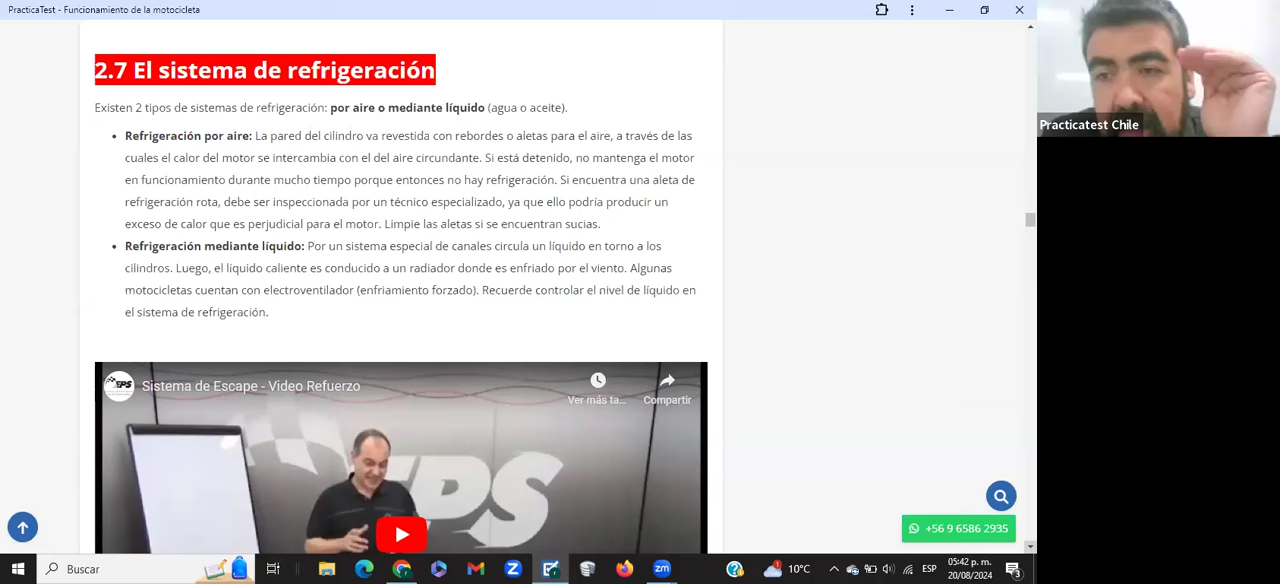 PracticaTest - Funcionamiento de la motocicleta
2.7 El sistema de refrigeración
Existen 2 tipos de sistemas de refrigeración: por aire o mediante líquido (agua o aceite).
• Refrigeración por aire: La pared del cilindro va revestida con rebordes o aletas para el aire, a través de las
cuales el calor del motor se intercambia con el del aire circundante. Si está detenido, no mantenga el motor
en funcionamiento durante mucho tiempo porque entonces no hay refrigeración. Si encuentra una aleta de
refrigeración rota, debe ser inspeccionada por un técnico especializado, ya que ello podría producir un
exceso de calor que es perjudicial para el motor. Limpie las aletas si se encuentran sucias.
• Refrigeración mediante líquido: Por un sistema especial de canales circula un líquido en torno a los
cilindros. Luego, el líquido caliente es conducido a un radiador donde es enfriado por el viento. Algunas
motocicletas cuentan con electroventilador (enfriamiento forzado). Recuerde controlar el nivel de líquido en
el sistema de refrigeración.
Sistema de Escape - Video Refuerzo
Ver más ta...
Compartir
Practicatest Chile
+56 9 6586 2935
Buscar
zm
1
10°C
ESP
05:42 p. m.
20/08/2024
3